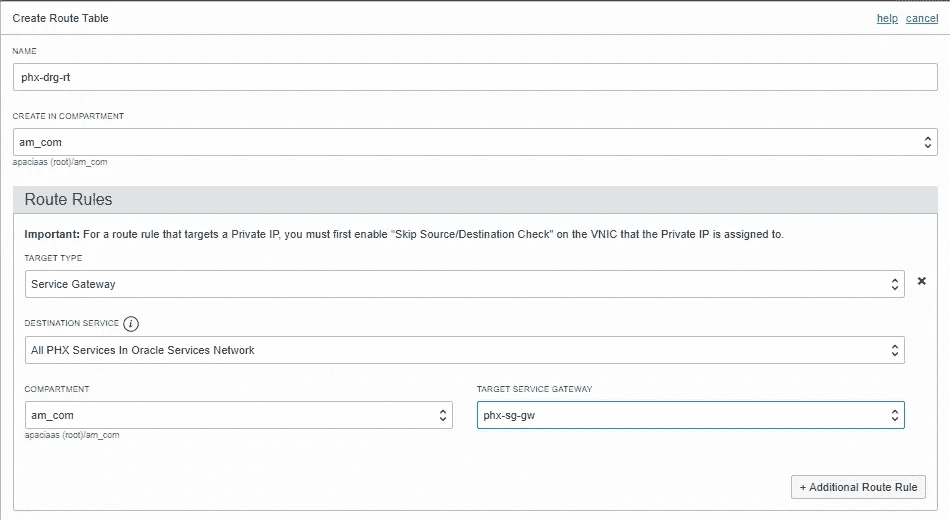 Create Route Table
help cancel
NAME
phx-drg-rt
CREATE IN COMPARTMENT
am_com
apaciaas (root)/am_com
Route Rules
Important: For a route rule that targets a Private IP, you must first enable "Skip Source/Destination Check" on the VNIC that the Private IP is assigned to.
TARGET TYPE
Service Gateway
DESTINATION SERVICE i
All PHX Services In Oracle Services Network
COMPARTMENT
TARGET SERVICE GATEWAY
am_com
phx-sg-gw
apaciaas (root)/am_com
+ Additional Route Rule